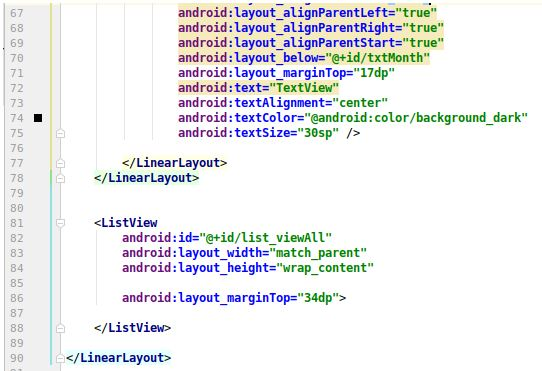 67 android:layout_alignParentLeft="true"
68 android:layout_alignParentRight="true"
69 android:layout_alignParentStart="true"
70 android:layout_below="@+id/txtMonth"
71 android:layout_marginTop="17dp"
72 android:text="TextView"
73 android:textAlignment="center"
74 android:textColor="@android:color/background_dark"
75 android:textSize="30sp" />
76
77 </LinearLayout>
78 </LinearLayout>
79
80
81 <ListView
82 android:id="@+id/list_viewAll"
83 android:layout_width="match_parent"
84 android:layout_height="wrap_content"
85
86 android:layout_marginTop="34dp">
87
88 </ListView>
89
90 </LinearLayout>